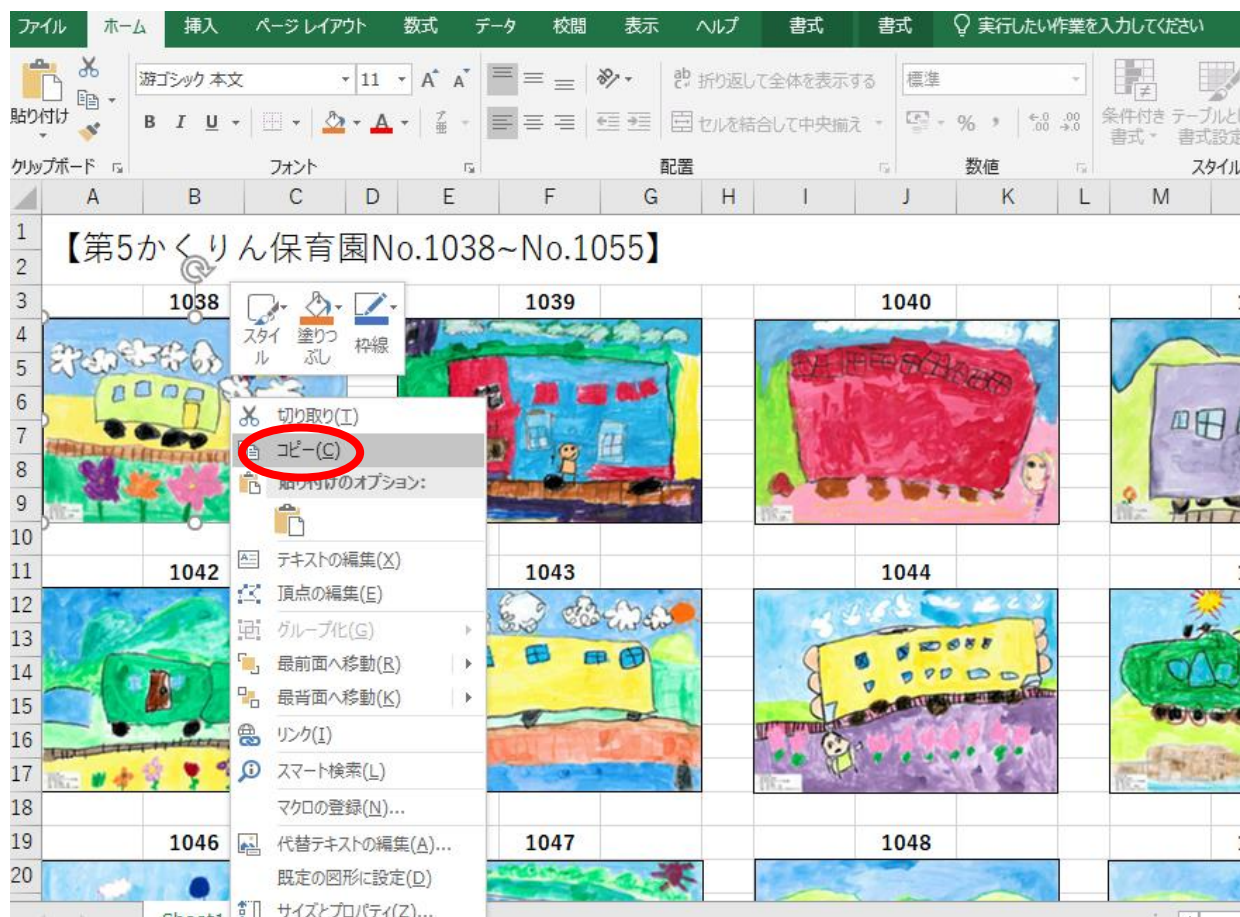 ファイル ホーム 挿入 ページ レイアウト 数式 データ 校閲 表示 ヘルプ 書式 書式 実行したい作業を入力してください
游ゴシック 本文 11 A A ab 折り返して全体を表示する 標準
貼り付け B I U A セルを結合して中央揃え % 条件付き 書式 テーブルと 書式設定
クリップボード フォント 配置 数値 スタイル
A B C D E F G H I J K L M
1 【第5かくりん保育園No.1038~No.1055】
2
3 1038 1039 1040
スタイル 塗りつぶし 枠線
4
5
6
切り取り(T)
7
コピー(C)
8
貼り付けのオプション:
9
10
テキストの編集(X)
11 1042 1043 1044
頂点の編集(E)
12
グループ化(G)
13
最前面へ移動(R)
14
最背面へ移動(K)
15
リンク(I)
16
スマート検索(L)
17
マクロの登録(N)...
18
19 1046 1047 1048
代替テキストの編集(A)...
20
既定の図形に設定(D)
サイズとプロパティ(Z)...
Sheet1